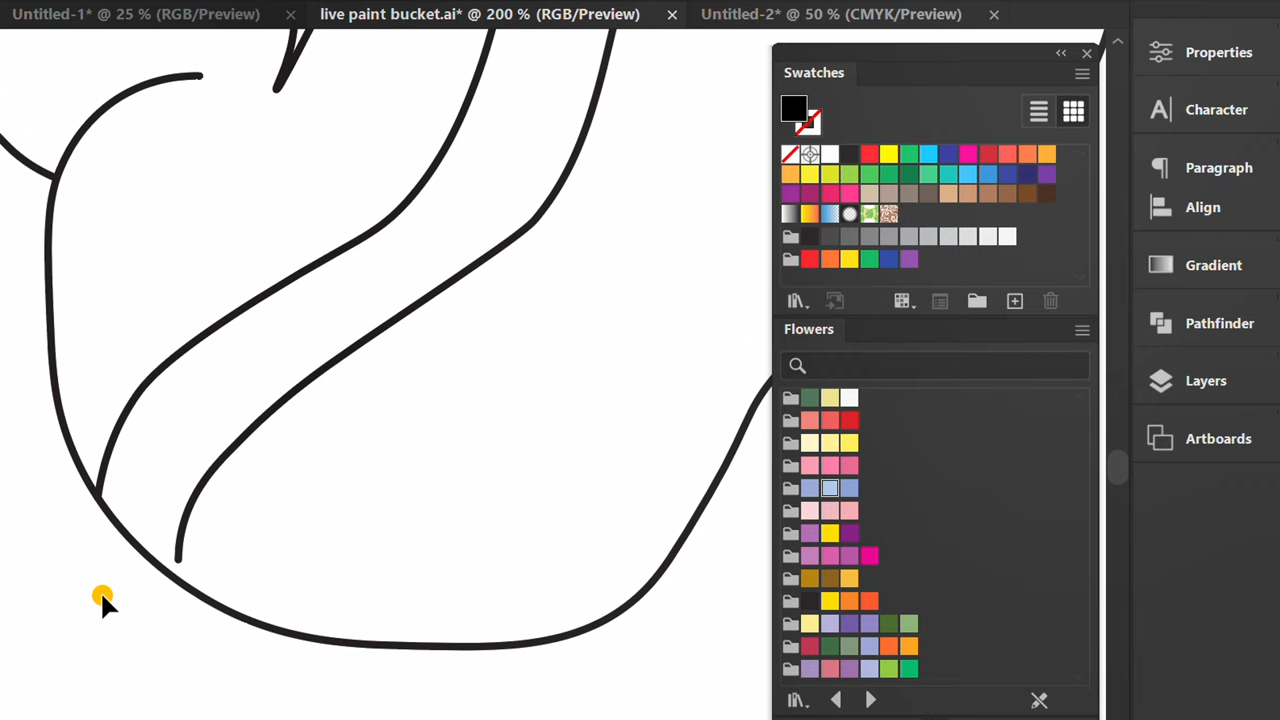 Untitled-1* @ 25 % (RGB/Preview)
live paint bucket.ai* @ 200 % (RGB/Preview)
Untitled-2* @ 50 % (CMYK/Preview)
Swatches
Flowers
Properties
Character
Paragraph
Align
Gradient
Pathfinder
Layers
Artboards